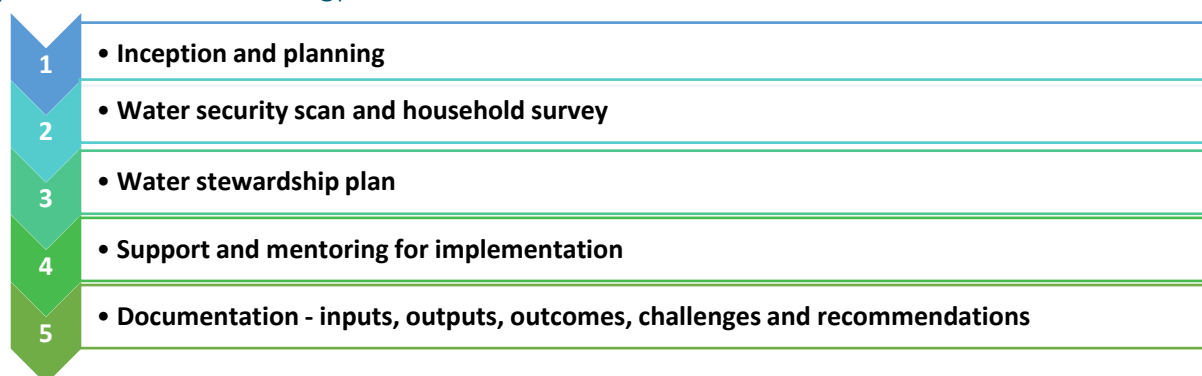 1
• Inception and planning
2
• Water security scan and household survey
3
• Water stewardship plan
4
• Support and mentoring for implementation
5
• Documentation - inputs, outputs, outcomes, challenges and recommendations